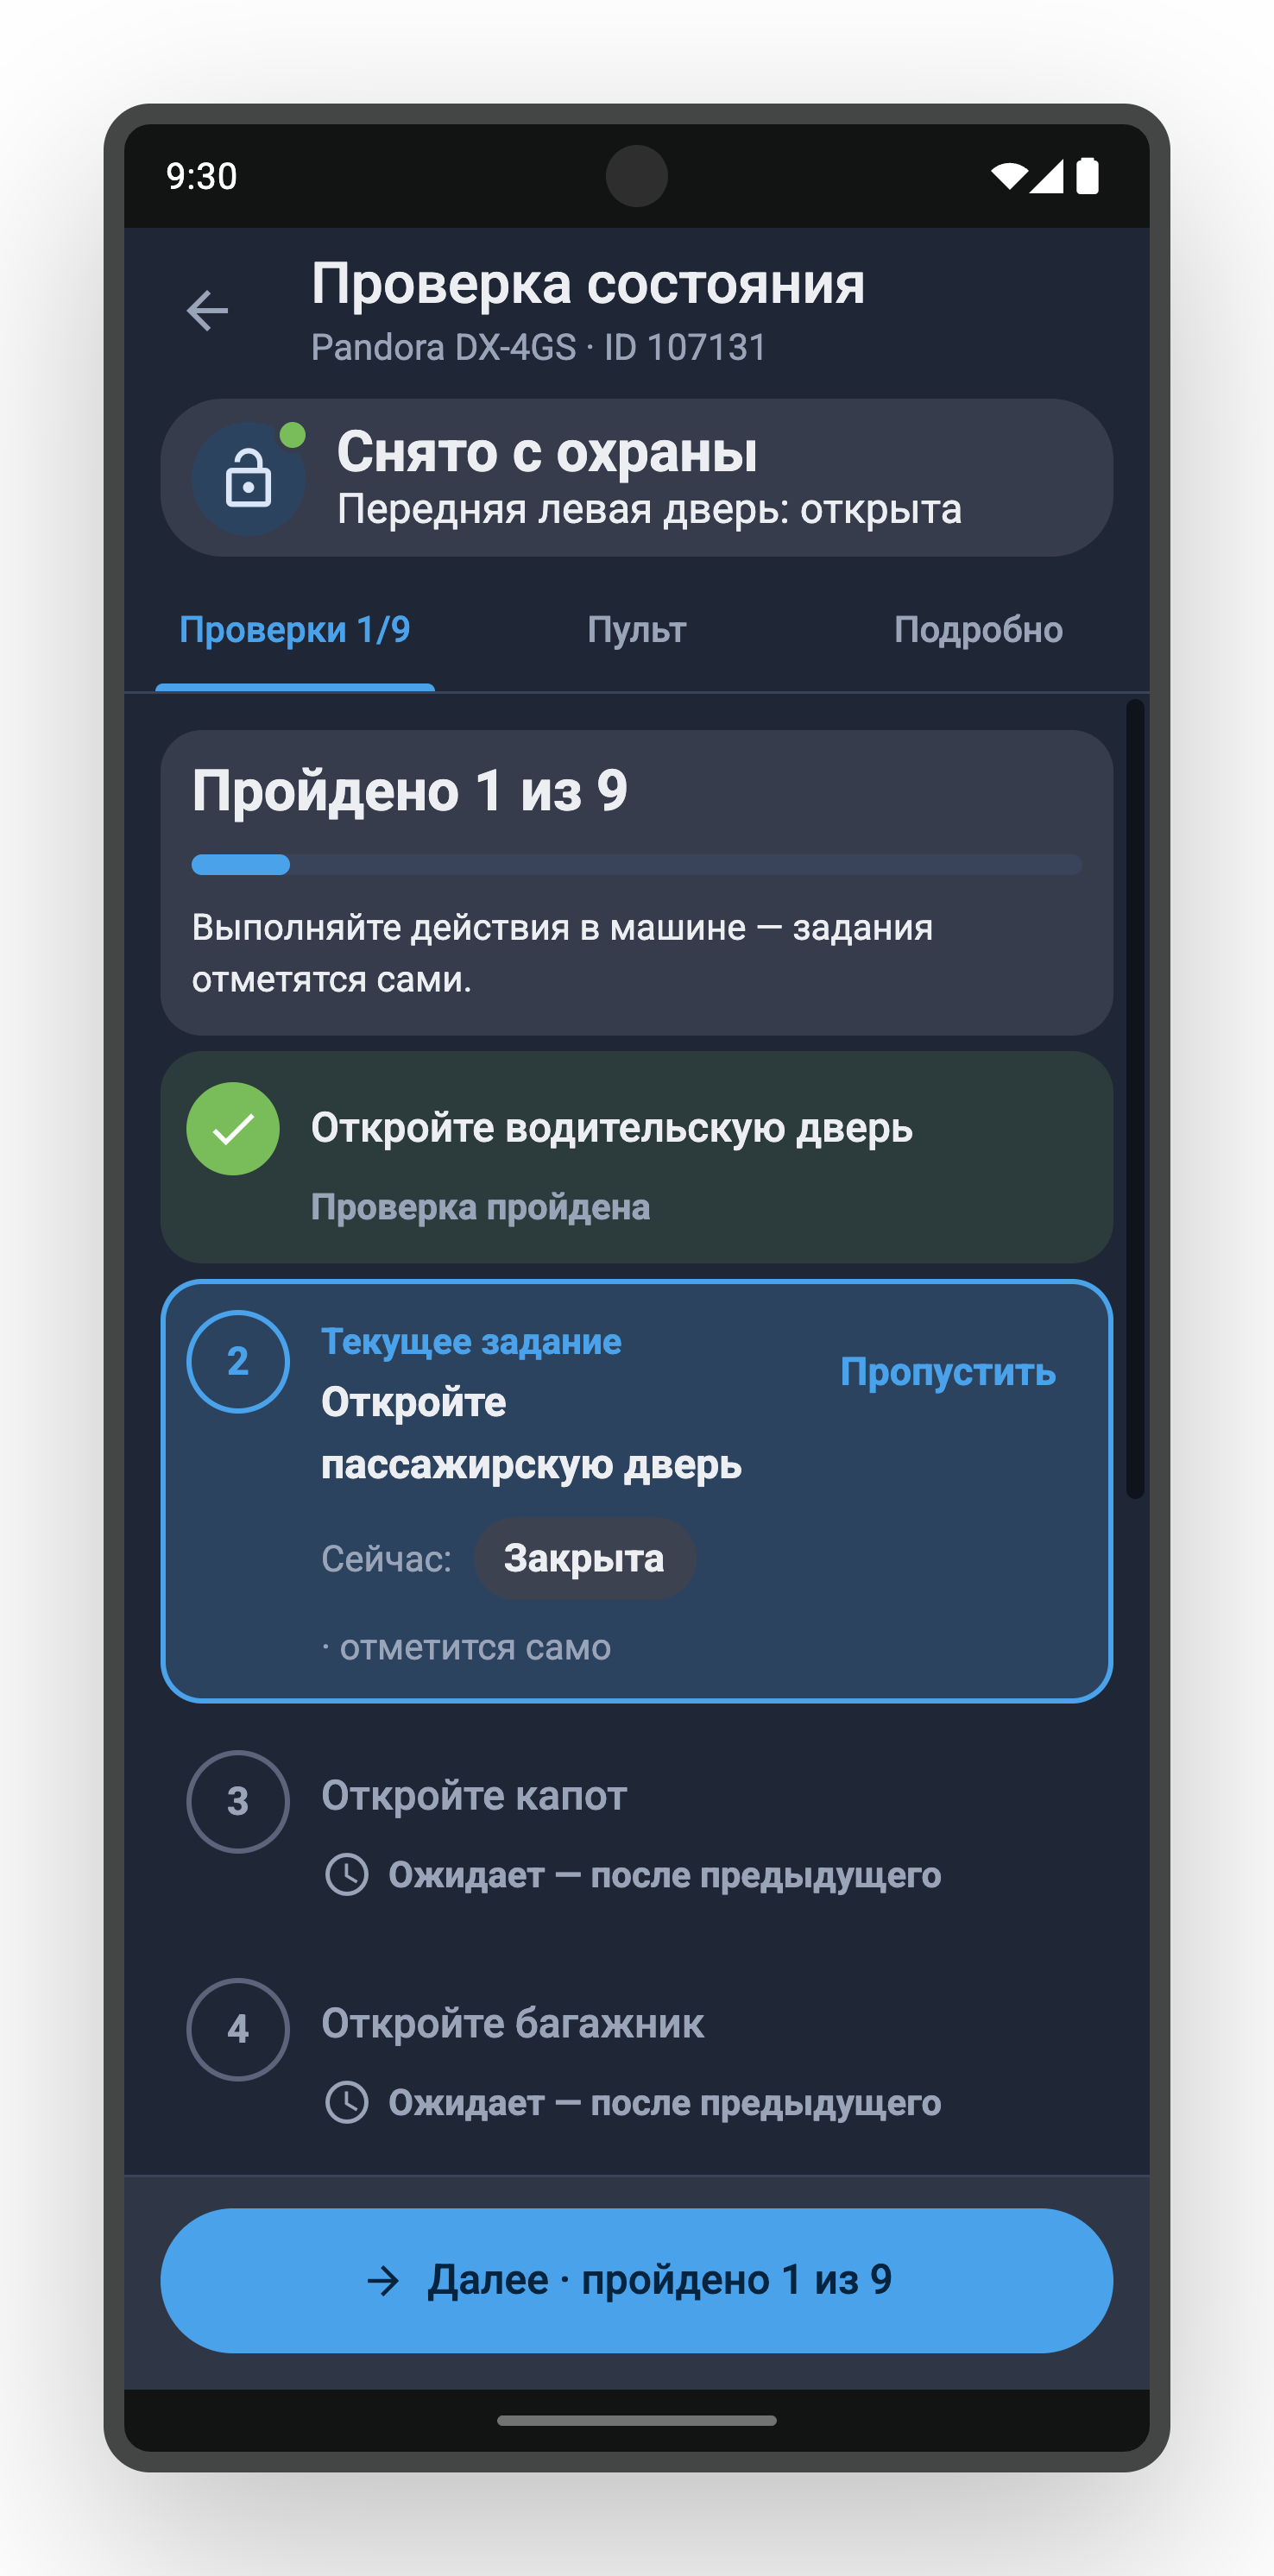 9:30
Проверка состояния
Pandora DX-4GS · ID 107131
Снято с охраны
Передняя левая дверь: открыта
Проверки 1/9
Пульт
Подробно
Пройдено 1 из 9
Выполняйте действия в машине — задания
отметятся сами.
Откройте водительскую дверь
Проверка пройдена
2
Текущее задание
Пропустить
Откройте
пассажирскую дверь
Сейчас: Закрыта
· отметится само
3
Откройте капот
Ожидает — после предыдущего
4
Откройте багажник
Ожидает — после предыдущего
Далее · пройдено 1 из 9